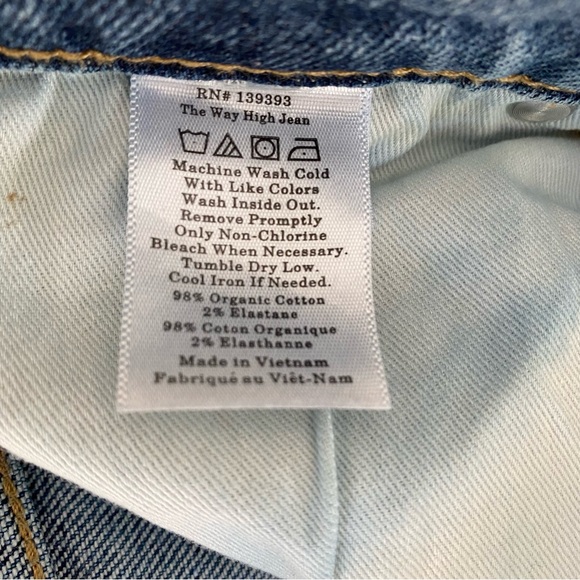 RN# 139393
The Way High Jean
Machine Wash Cold
With Like Colors
Wash Inside Out.
Remove Promptly
Only Non-Chlorine
Bleach When Necessary.
Tumble Dry Low.
Cool Iron If Needed.
98% Organic Cotton
2% Elastane
98% Coton Organique
2% Elasthanne
Made in Vietnam
Fabriqué au Viêt-Nam